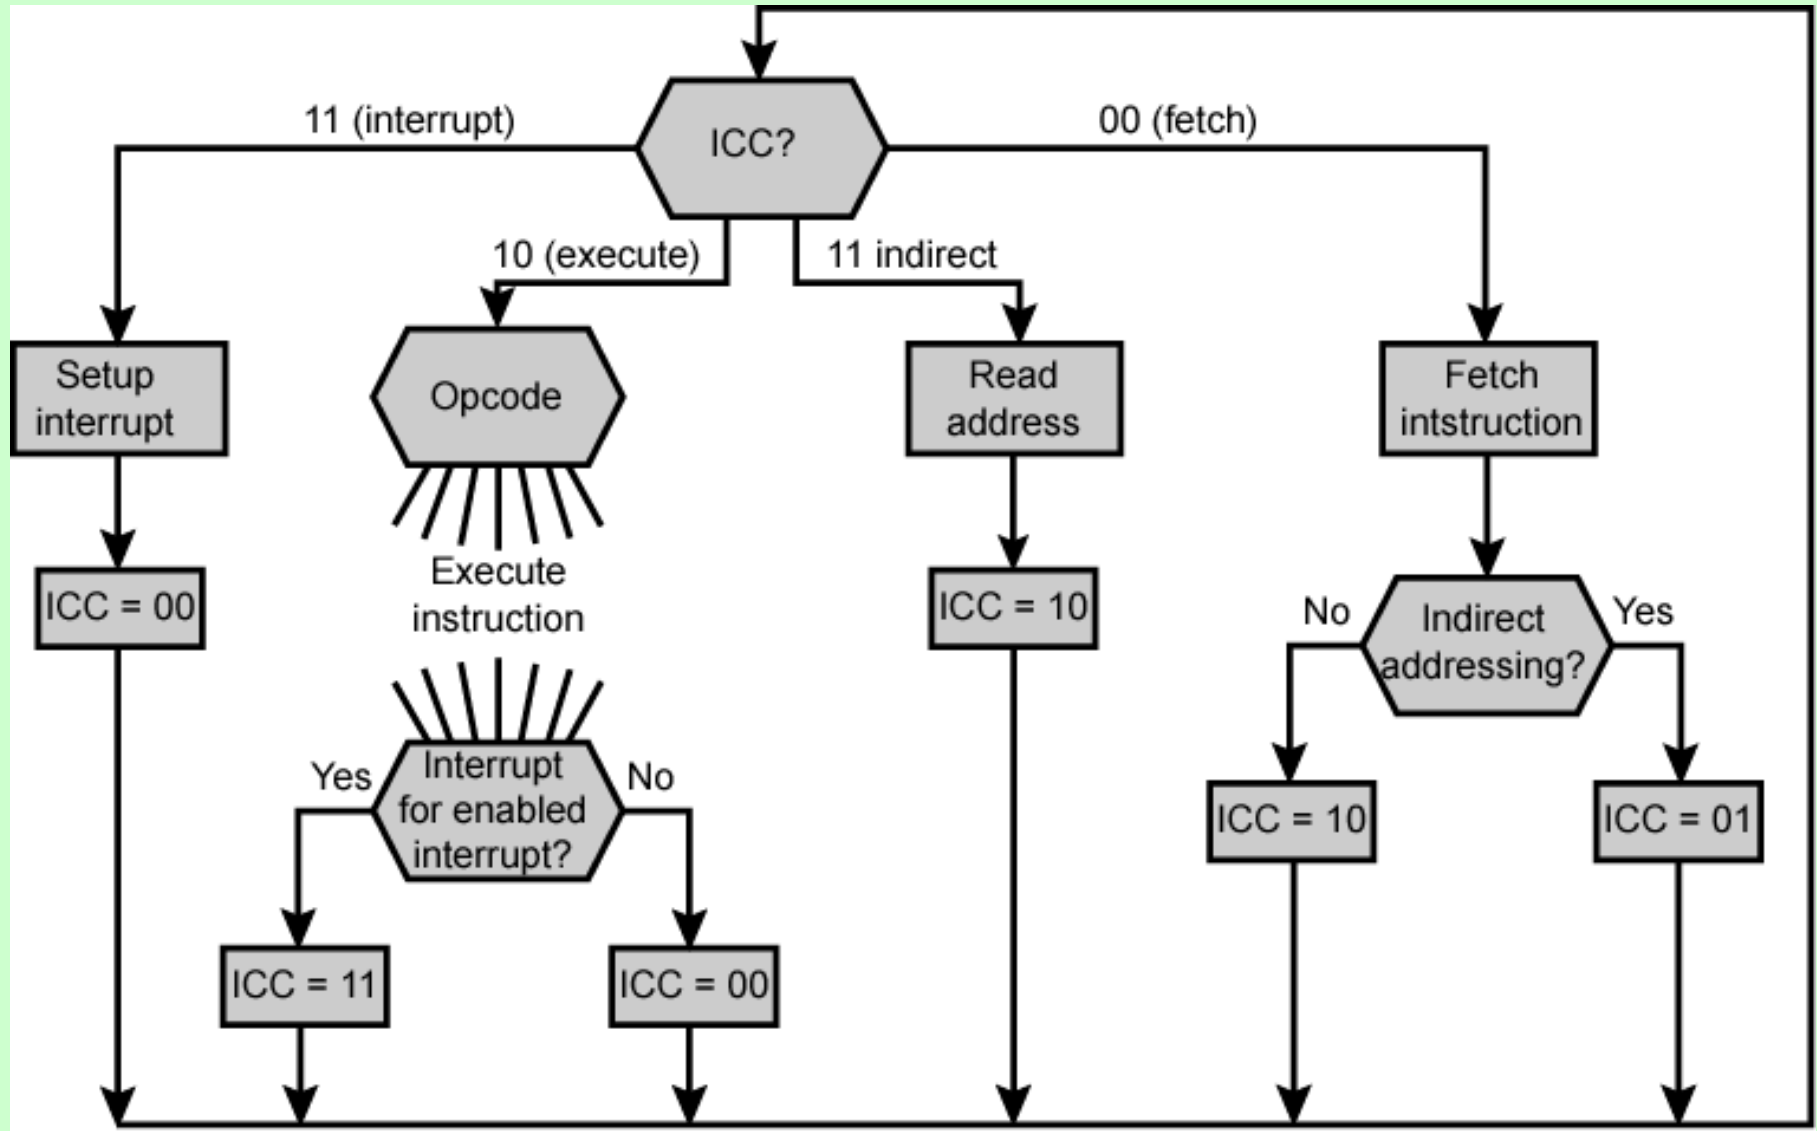 ICC?
11 (interrupt)
00 (fetch)
10 (execute)
11 indirect
Setup
interrupt
Opcode
Read
address
Fetch
intstruction
ICC = 00
Execute
instruction
ICC = 10
No
Indirect
addressing?
Yes
Yes
Interrupt
for enabled
interrupt?
No
ICC = 10
ICC = 01
ICC = 11
ICC = 00